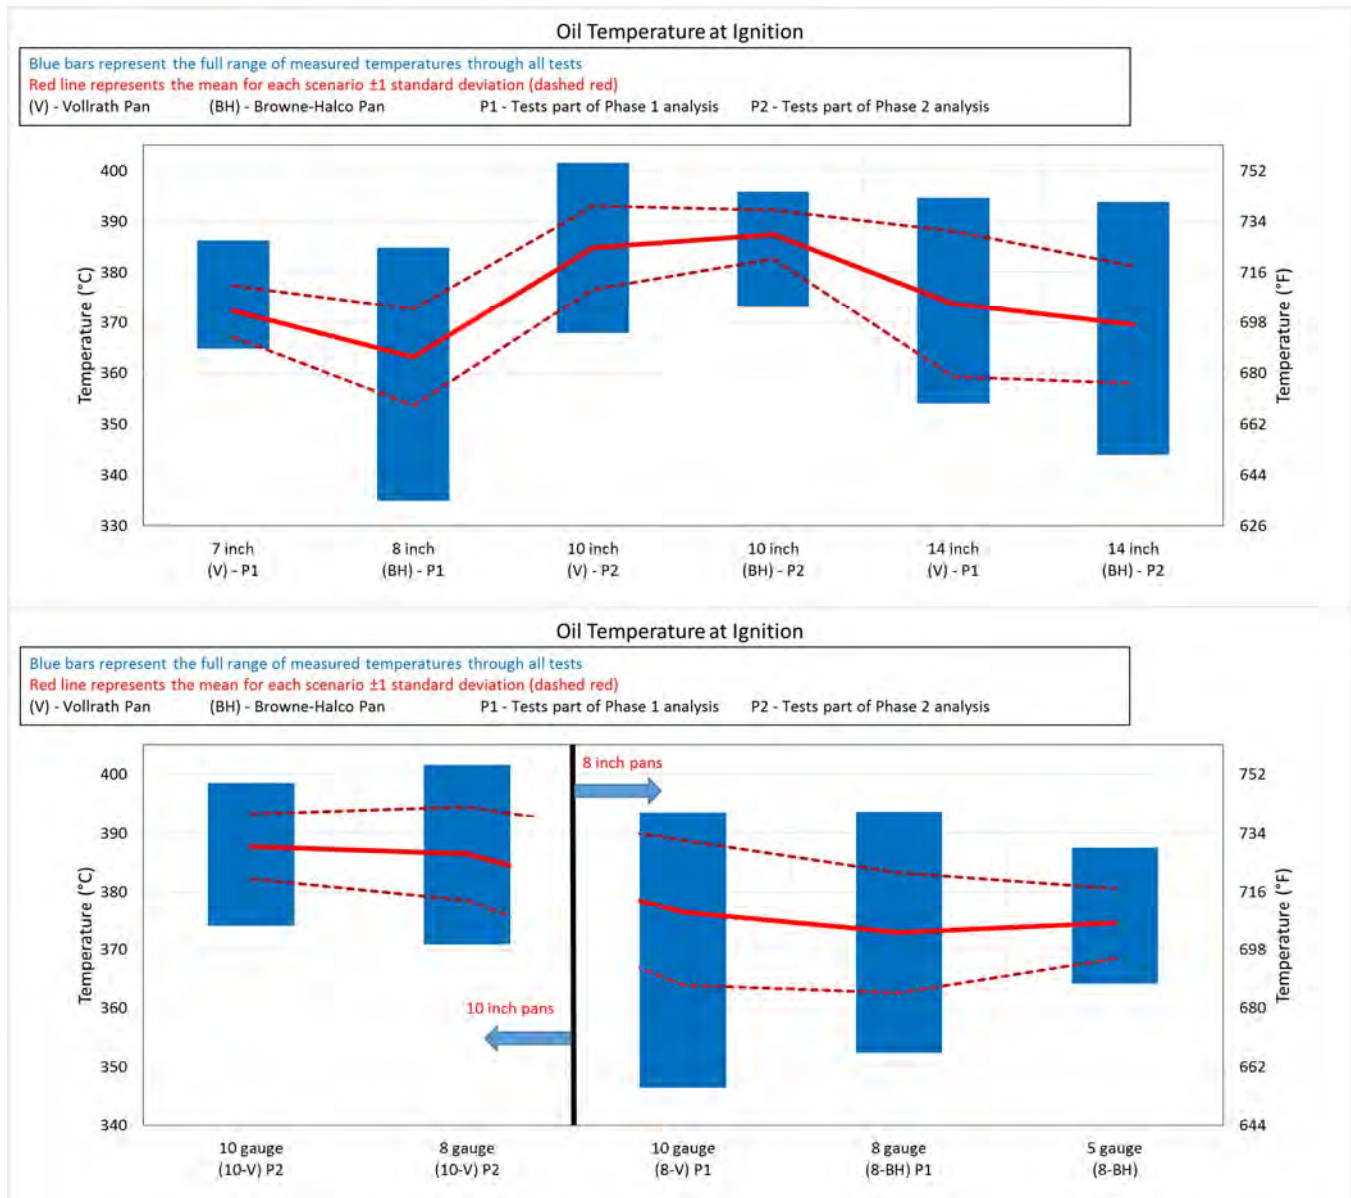 Oil Temperature at Ignition
Blue bars represent the full range of measured temperatures through all tests
Red line represents the mean for each scenario ±1 standard deviation (dashed red)
(V) - Vollrath Pan (BH) - Browne-Halco Pan P1 - Tests part of Phase 1 analysis P2 - Tests part of Phase 2 analysis
Temperature (°C)
400
390
380
370
360
350
340
330
752
734
716
698
680
662
644
626
Temperature (°F)
7 inch 8 inch 10 inch 10 inch 14 Inch 14 inch
(V) - P1 (BH) - P1 (V) - P2 (BH) - P2 (V) - P1 (BH) - P2
Oil Temperature at Ignition
Blue bars represent the full range of measured temperatures through all tests
Red line represents the mean for each scenario ±1 standard deviation (dashed red)
(V) - Vollrath Pan (BH) - Browne-Halco Pan P1 - Tests part of Phase 1 analysis P2 - Tests part of Phase 2 analysis
Temperature (°C)
400
390
380
370
360
350
340
8 inch pans
10 inch pans
752
734
716
698
680
662
644
Temperature (°F)
10 gauge 8 gauge 10 gauge 8 gauge 5 gauge
(10-V) P2 (10-V) P2 (8-V) P1 (8-BH) P1 (8-BH)